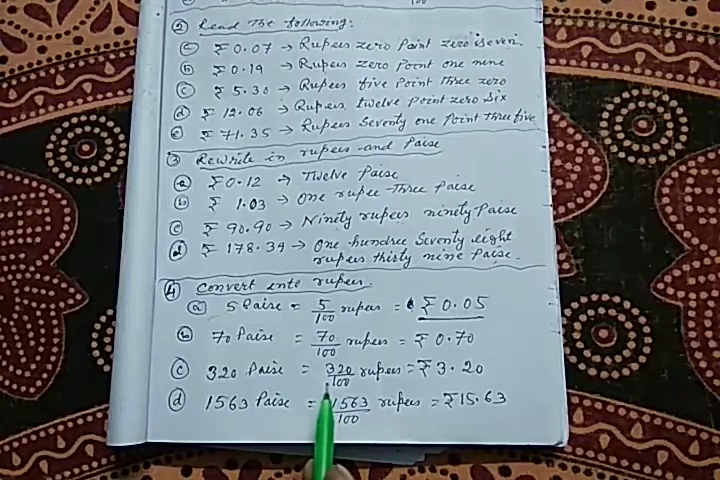 100
② Read The following:
ⓒ ₹ 0.07 → Rupees zero Point zero seven
ⓑ ₹ 0.19 → Rupees zero Point one nine
ⓒ ₹ 5.30 → Rupees five Point Three zero
ⓓ ₹ 12.06 → Rupees twelve Point zero Six
ⓔ ₹ 71.35 → Rupees Seventy one Point Three five
③ Rewrite in rupees and Paise
ⓐ ₹ 0.12 → Twelve Paise
ⓑ ₹ 1.03 → One rupee Three Paise
ⓒ ₹ 90.90 → Ninety rupees ninety Paise
ⓓ ₹ 178.39 → One hundree Seventy eight
rupees thirty nine Paise.
④ Convert into rupees.
ⓐ 5 Paise = 5/100 rupees = ₹ 0.05
ⓑ 70 Paise = 70/100 rupees = ₹ 0.70
ⓒ 320 Paise = 320/100 rupees = ₹ 3.20
ⓓ 1563 Paise = 1563/100 rupees = ₹ 15.63